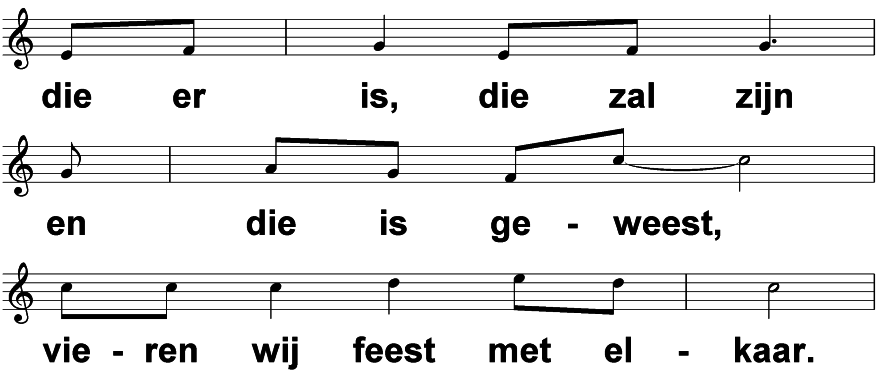 die er is, die zal zijn
en die is ge - weest,
vie - ren wij feest met el - kaar.